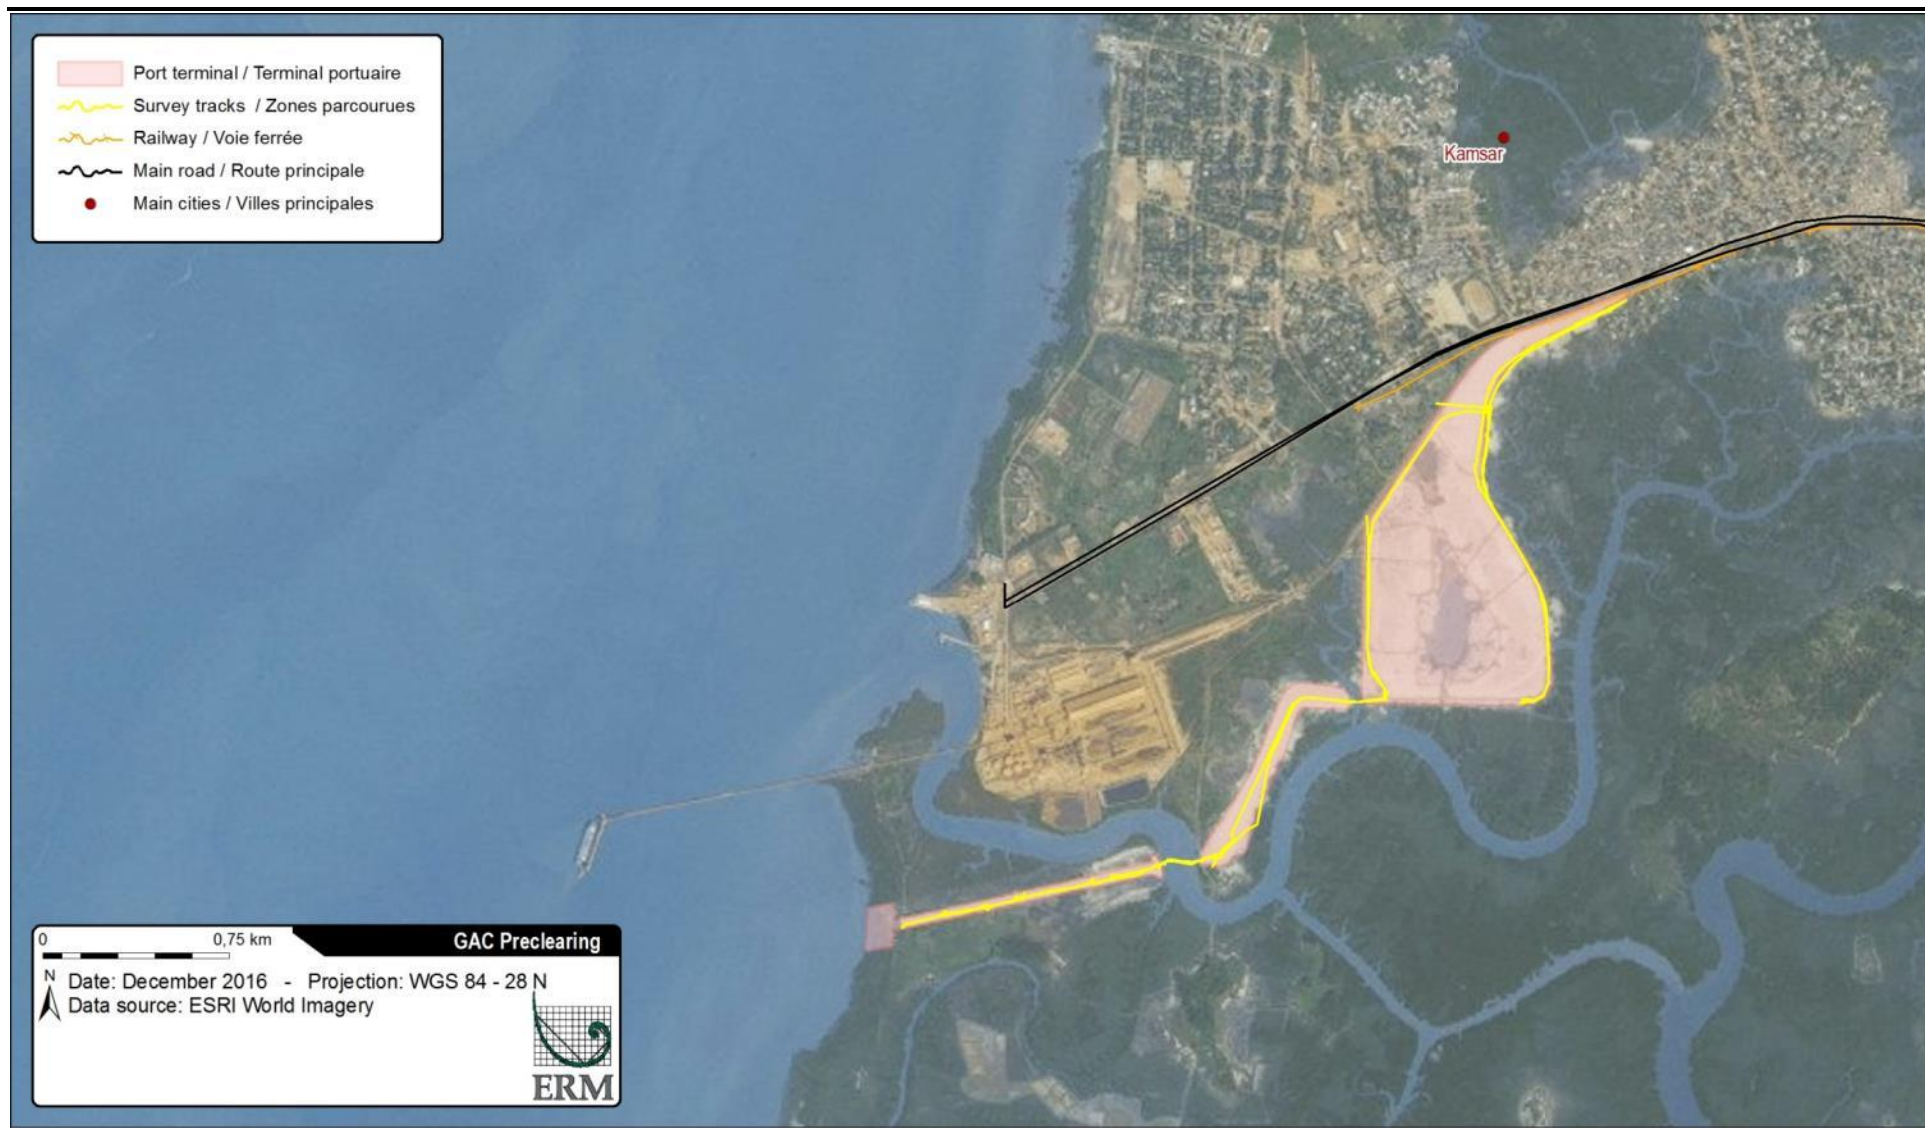 Port terminal / Terminal portuaire
Survey tracks / Zones parcourues
Railway / Voie ferrée
Main road / Route principale
Main cities / Villes principales
Kamsar
0 0,75 km
GAC Preclearing
N
Date: December 2016 - Projection: WGS 84 - 28 N
Data source: ESRI World Imagery
ERM